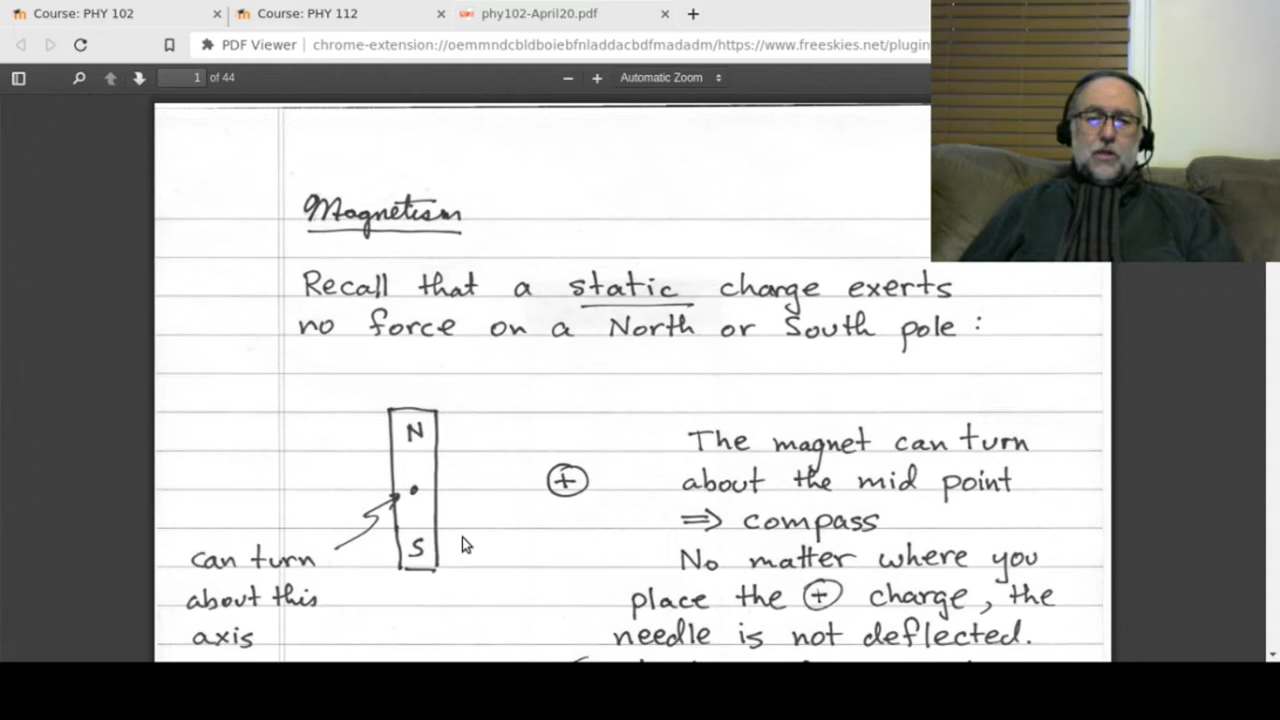 Course: PHY 102
Course: PHY 112
phy102-April20.pdf
PDF Viewer
chrome-extension://oemmndcbldboiebfnladdacbdfmadadm/https://www.freeskies.net/plugin
1 of 44
Automatic Zoom
Magnetism
Recall that a static charge exerts
no force on a North or South pole :
N
S
can turn
about this
axis
+
The magnet can turn
about the mid point
⇒ compass
No matter where you
place the + charge, the
needle is not deflected.